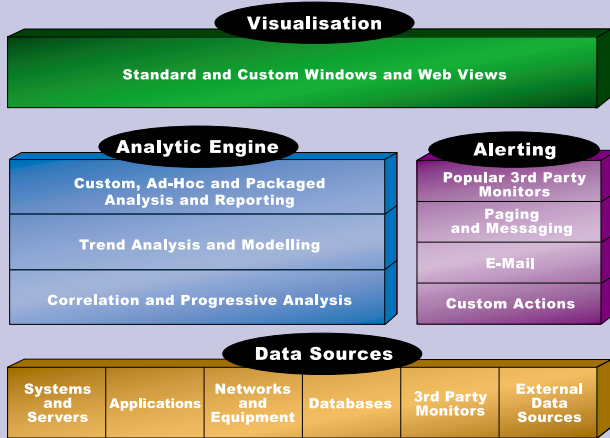 Visualisation
Standard and Custom Windows and Web Views
Analytic Engine
Custom, Ad-Hoc and Packaged
Analysis and Reporting
Trend Analysis and Modelling
Correlation and Progressive Analysis
Alerting
Popular 3rd Party
Monitors
Paging
and Messaging
E-Mail
Custom Actions
Data Sources
Systems
and
Servers
Applications
Networks
and
Equipment
Databases
3rd Party
Monitors
External
Data
Sources